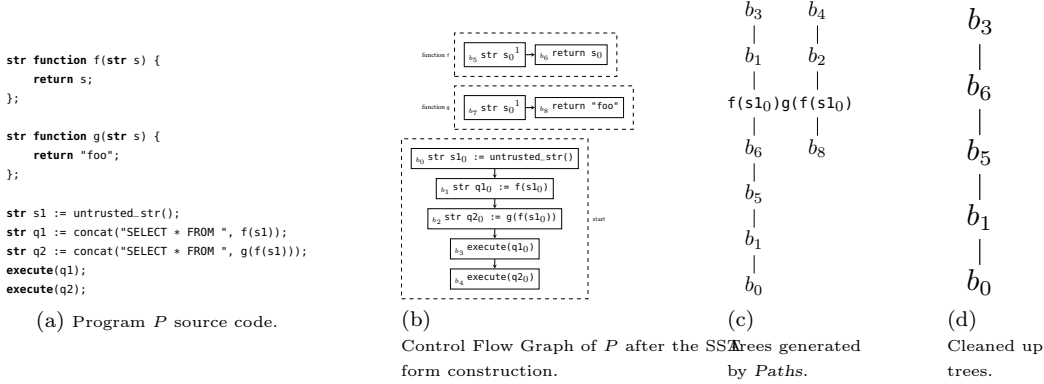 str function f(str s) {
return s;
};
str function g(str s) {
return "foo";
};
str s1 := untrusted_str();
str q1 := concat("SELECT * FROM ", f(s1));
str q2 := concat("SELECT * FROM ", g(f(s1)));
execute(q1);
execute(q2);
(a) Program P source code.
function f
b5 str s0 1
b6 return s0
function g
b7 str s0 1
b8 return "foo"
b0 str s10 := untrusted_str()
b1 str q10 := f(s10)
b2 str q20 := g(f(s10))
start
b3 execute(q10)
b4 execute(q20)
(b)
Control Flow Graph of P after the SSA
form construction.
b3 b4
b1 b2
f(s10)g(f(s10)
b6 b8
b5
b1
b0
(c)
Trees generated
by Paths.
b3
b6
b5
b1
b0
(d)
Cleaned up
trees.